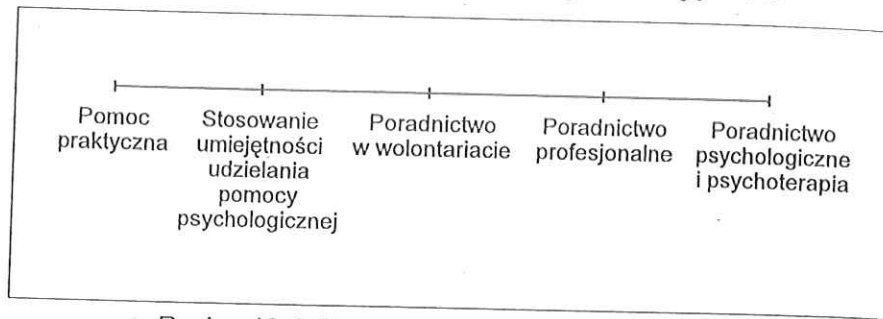 Pomoc
praktyczna
Stosowanie
umiejętności
udzielania
pomocy
psychologicznej
Poradnictwo
w wolontariacie
Poradnictwo
profesjonalne
Poradnictwo
psychologiczne
i psychoterapia